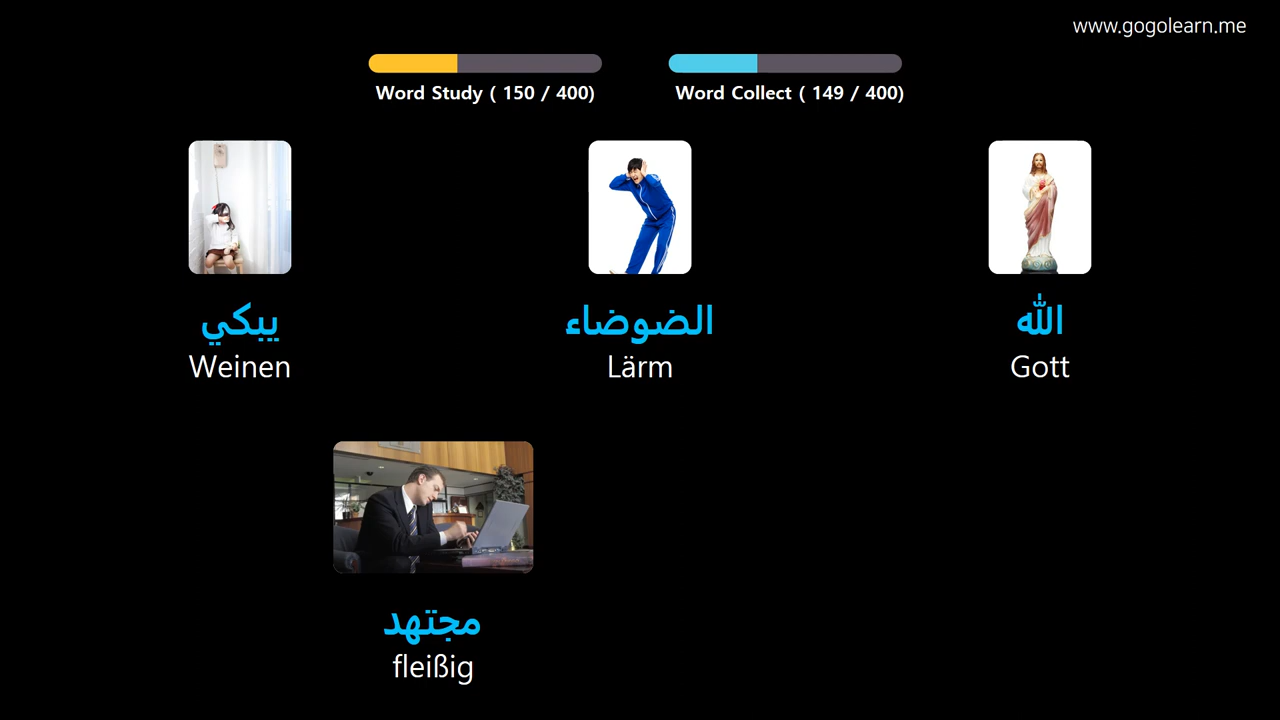 www.gogolearn.me
Word Study ( 150 / 400)
Word Collect ( 149 / 400)
يبكي
Weinen
الضوضاء
Lärm
الله
Gott
مجتهد
fleißig